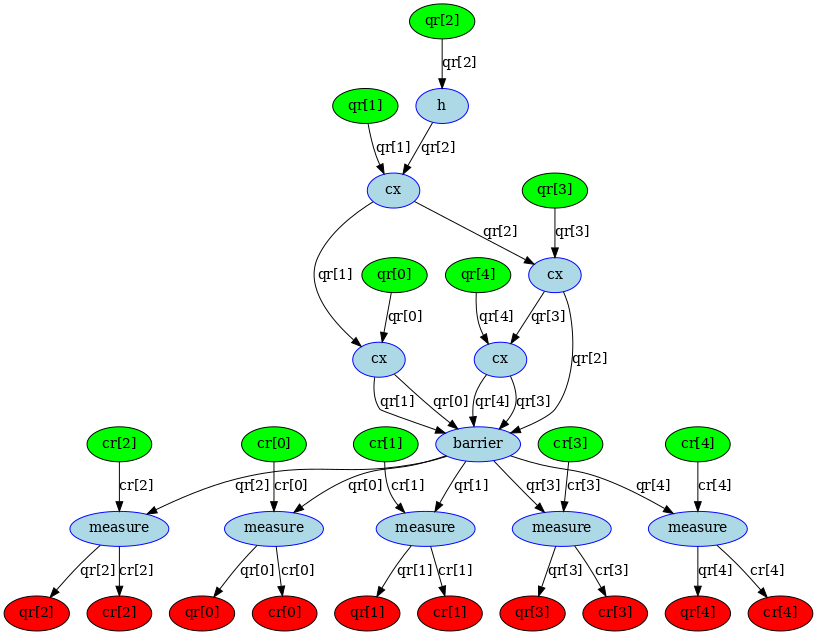 qr[2]
qr[2]
qr[1] h
qr[1] qr[2]
cx qr[3]
qr[2] qr[3]
qr[1] qr[0] qr[4] cx
qr[0] qr[4] qr[3]
cx cx qr[2]
qr[1] qr[0] qr[4] qr[3]
cr[2] cr[0] cr[1] barrier cr[3] cr[4]
cr[2] qr[2] cr[0] qr[0] cr[1] qr[1] qr[3] cr[3] qr[4] cr[4]
measure measure measure measure measure
qr[2] cr[2] qr[0] cr[0] qr[1] cr[1] qr[3] cr[3] qr[4] cr[4]
qr[2] cr[2] qr[0] cr[0] qr[1] cr[1] qr[3] cr[3] qr[4] cr[4]